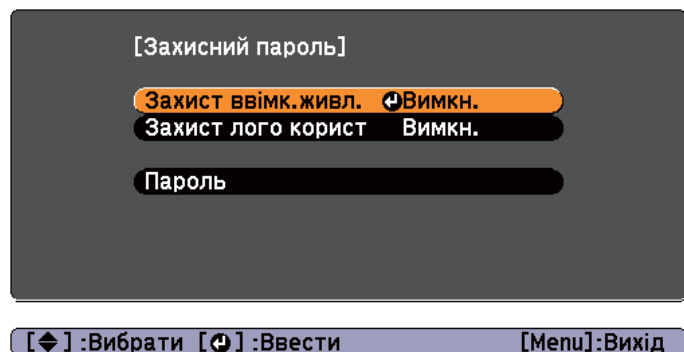 [Захисний пароль]
Захист ввімк.живл. Вимкн.
Захист лого корист Вимкн.
Пароль
[◆] :Вибрати [⏎] :Ввести [Menu]:Вихід